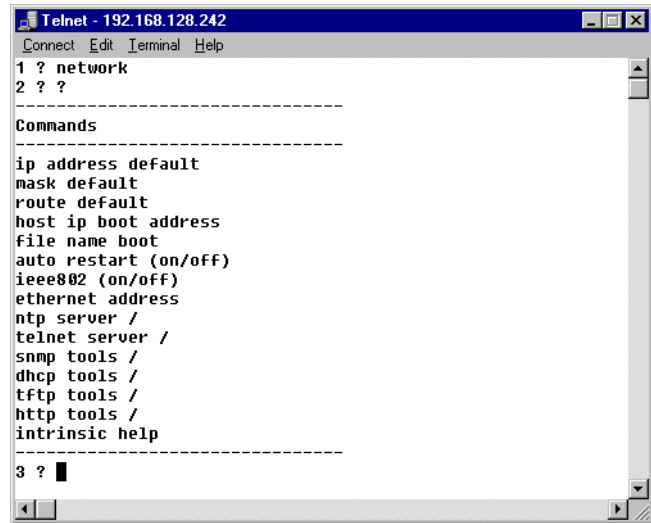 Telnet - 192.168.128.242
Connect Edit Terminal Help
1 ? network
2 ? ?
--------------------------------
Commands
--------------------------------
ip address default
mask default
route default
host ip boot address
file name boot
auto restart (on/off)
ieee802 (on/off)
ethernet address
ntp server /
telnet server /
snmp tools /
dhcp tools /
tftp tools /
http tools /
intrinsic help
--------------------------------
3 ?